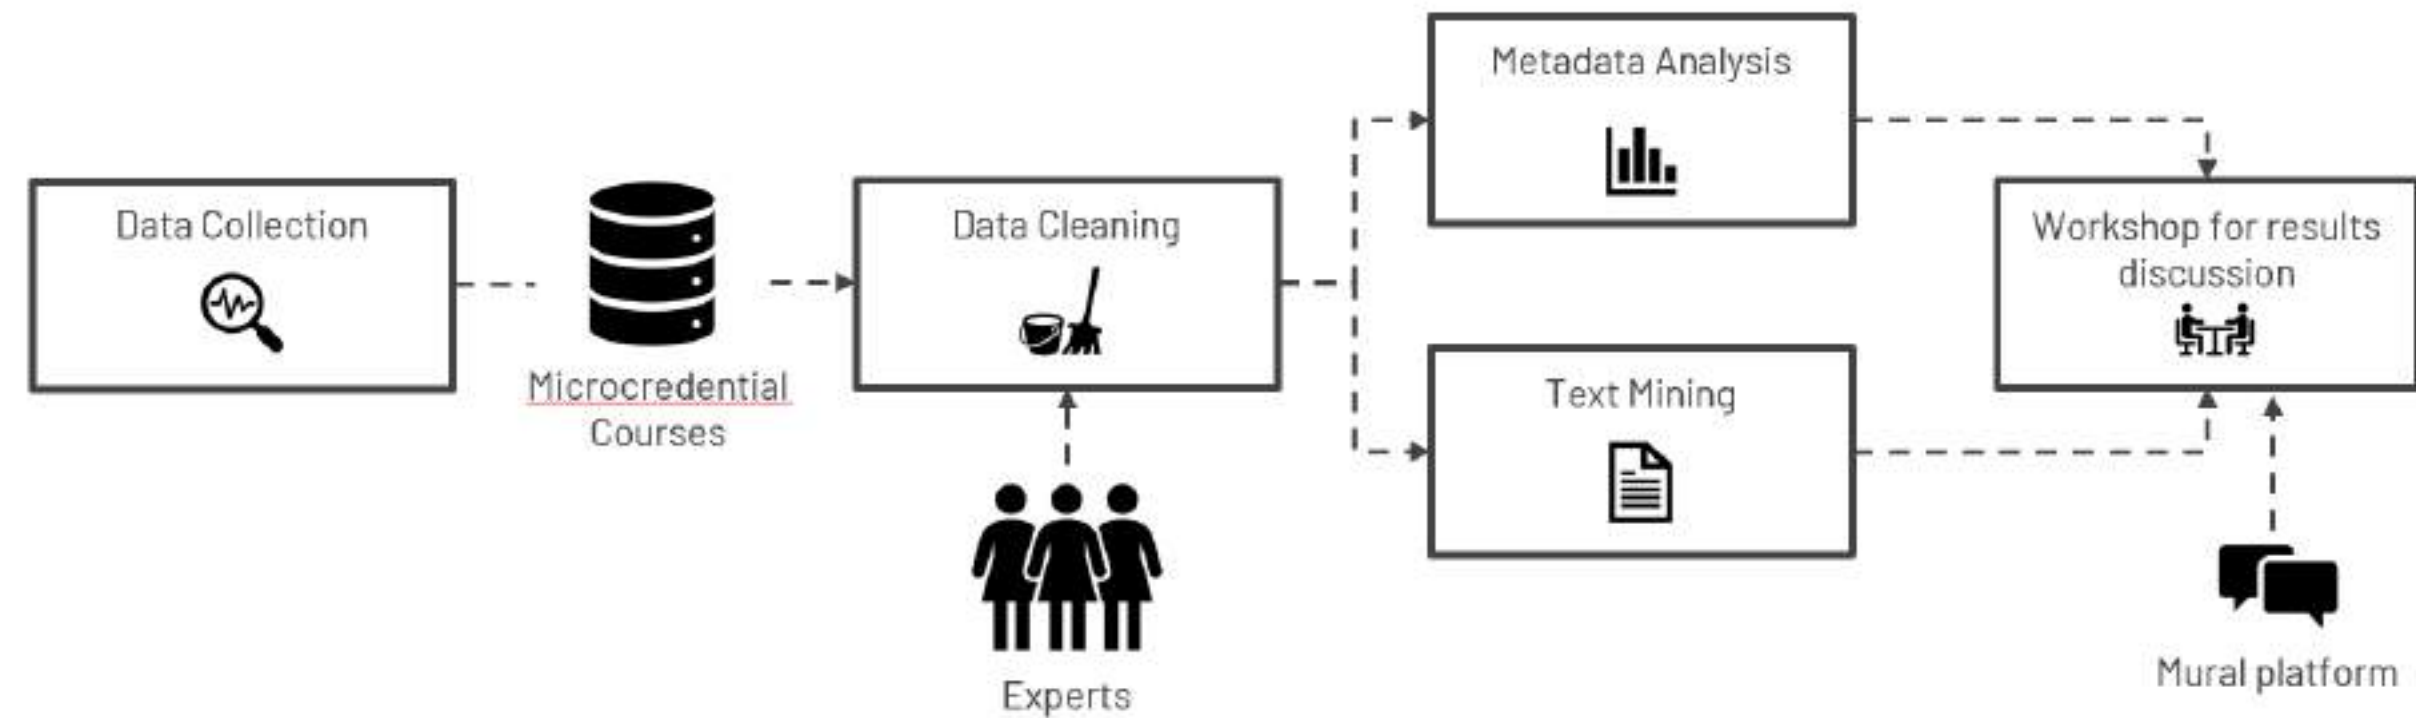 Data Collection
Microcredential
Courses
Data Cleaning
Experts
Metadata Analysis
Text Mining
Workshop for results
discussion
Mural platform